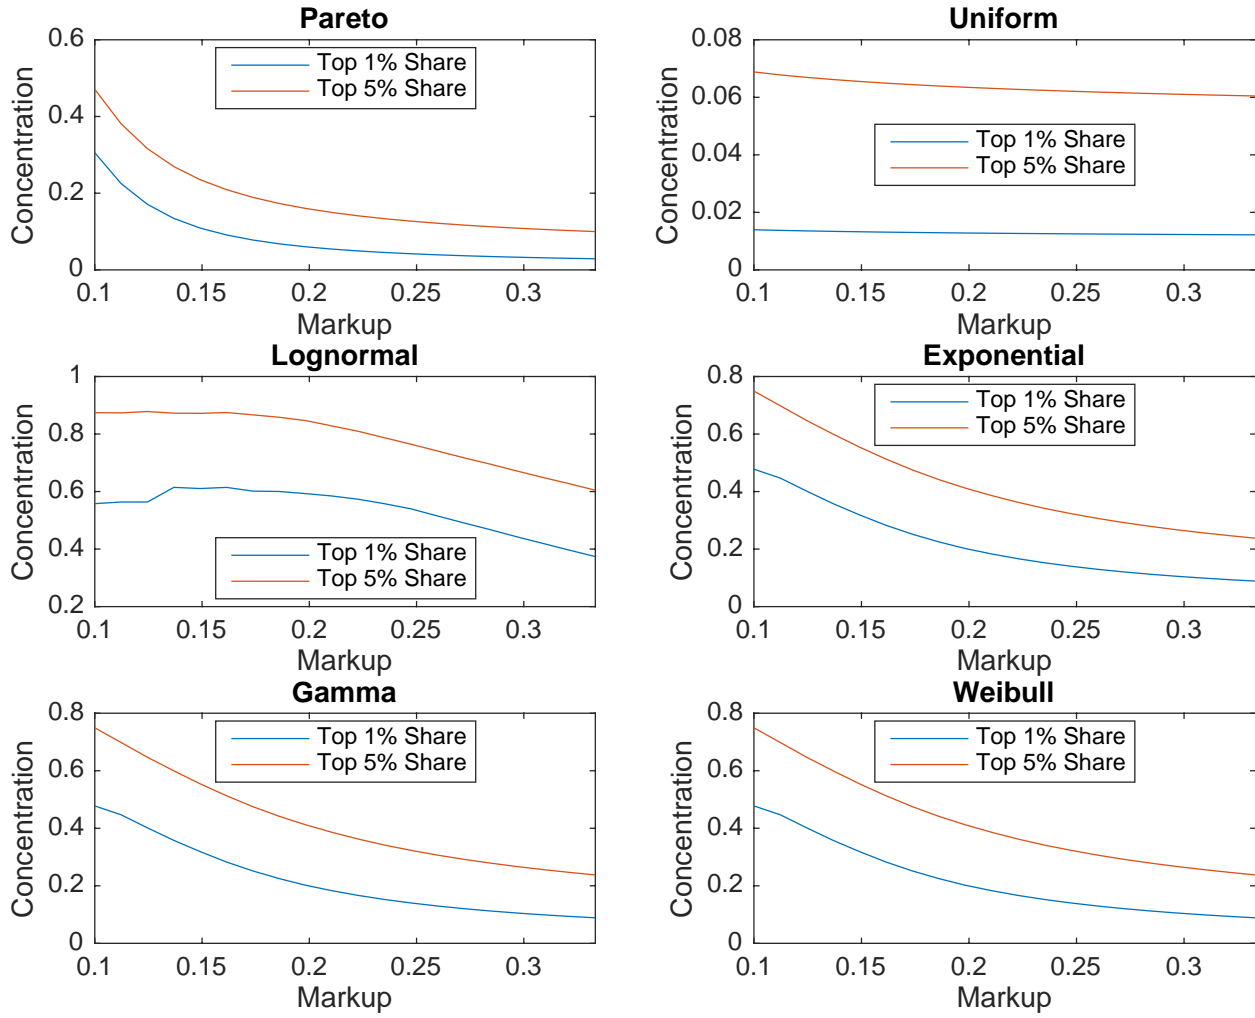 Pareto
0.6
0.4
0.2
0
Concentration
Top 1% Share
Top 5% Share
0.1 0.15 0.2 0.25 0.3
Markup
Uniform
0.08
0.06
0.04
0.02
0
Concentration
Top 1% Share
Top 5% Share
0.1 0.15 0.2 0.25 0.3
Markup
Lognormal
1
0.8
0.6
0.4
0.2
Concentration
Top 1% Share
Top 5% Share
0.1 0.15 0.2 0.25 0.3
Markup
Exponential
0.8
0.6
0.4
0.2
0
Concentration
Top 1% Share
Top 5% Share
0.1 0.15 0.2 0.25 0.3
Markup
Gamma
0.8
0.6
0.4
0.2
0
Concentration
Top 1% Share
Top 5% Share
0.1 0.15 0.2 0.25 0.3
Markup
Weibull
0.8
0.6
0.4
0.2
0
Concentration
Top 1% Share
Top 5% Share
0.1 0.15 0.2 0.25 0.3
Markup